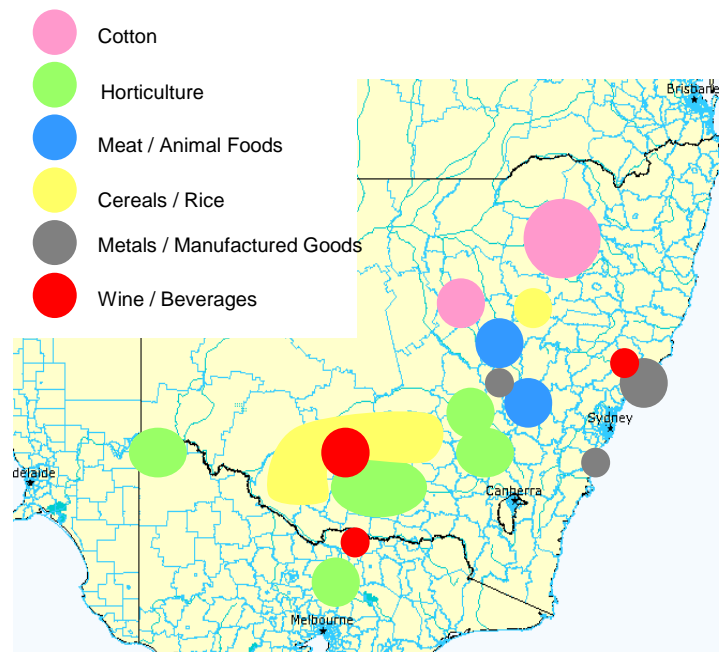 Cotton
Horticulture
Meat / Animal Foods
Cereals / Rice
Metals / Manufactured Goods
Wine / Beverages
Brisbane
Sydney
delaide
Canberra
Melbourne